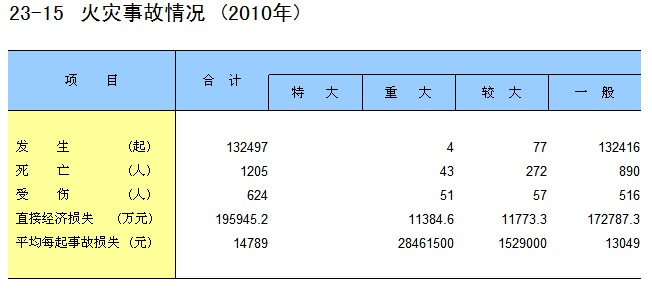 23-15 火灾事故情况 (2010年)
项 目 合 计 特 大 重 大 较 大 一 般
发 生 (起) 132497 4 77 132416
死 亡 (人) 1205 43 272 890
受 伤 (人) 624 51 57 516
直接经济损失 (万元) 195945.2 11384.6 11773.3 172787.3
平均每起事故损失 (元) 14789 28461500 1529000 13049